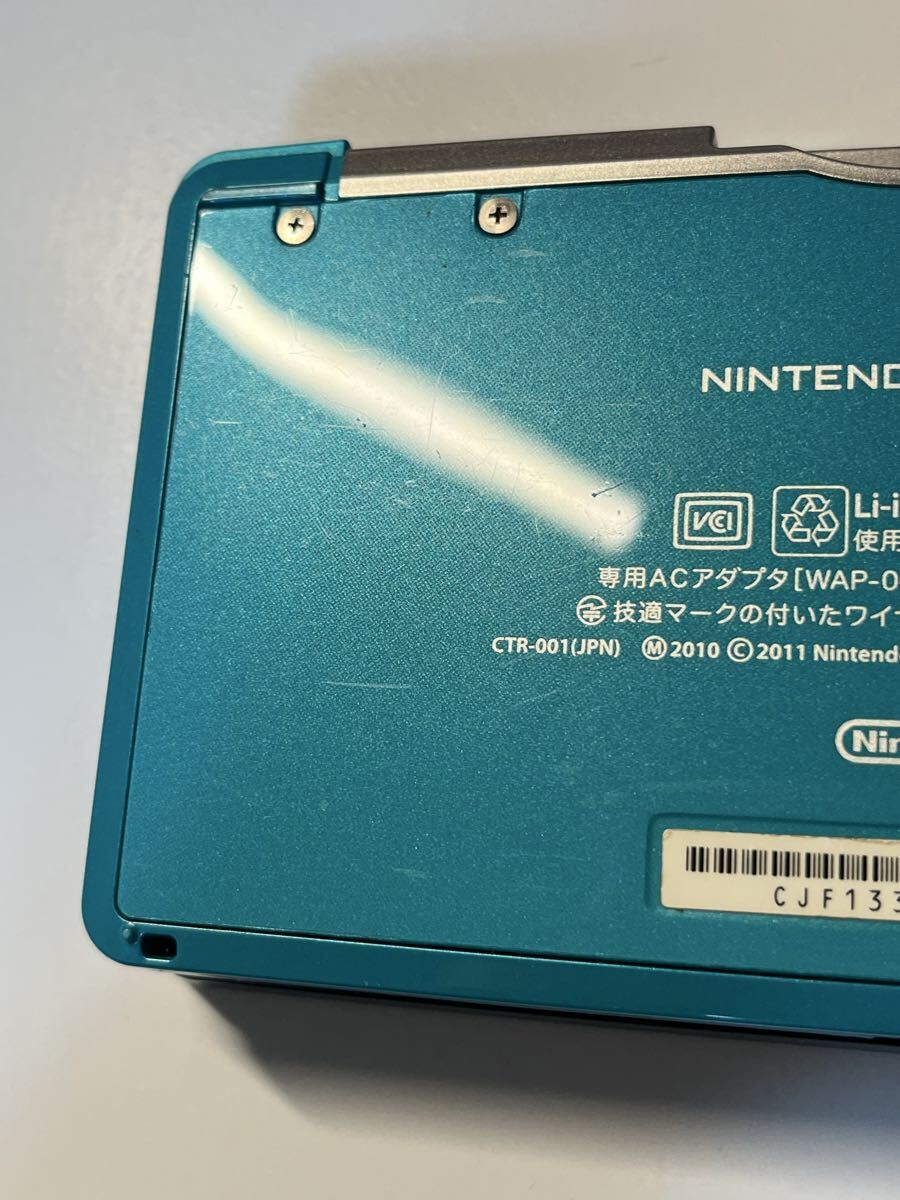 NINTEND
VCCI
Li-i
使用
専用ACアダプタ[WAP-0
技適マークの付いたワイ
CTR-001(JPN) Ⓜ2010 ©2011 Nintend
Nin
CJF133